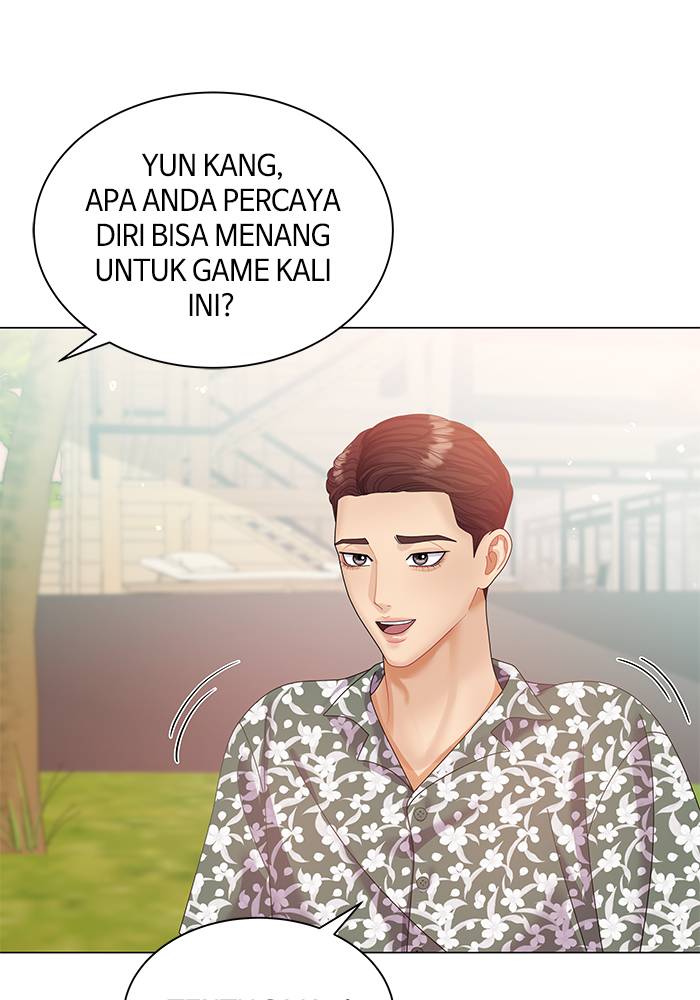 YUN KANG,
APA ANDA PERCAYA
DIRI BISA MENANG
UNTUK GAME KALI
INI?